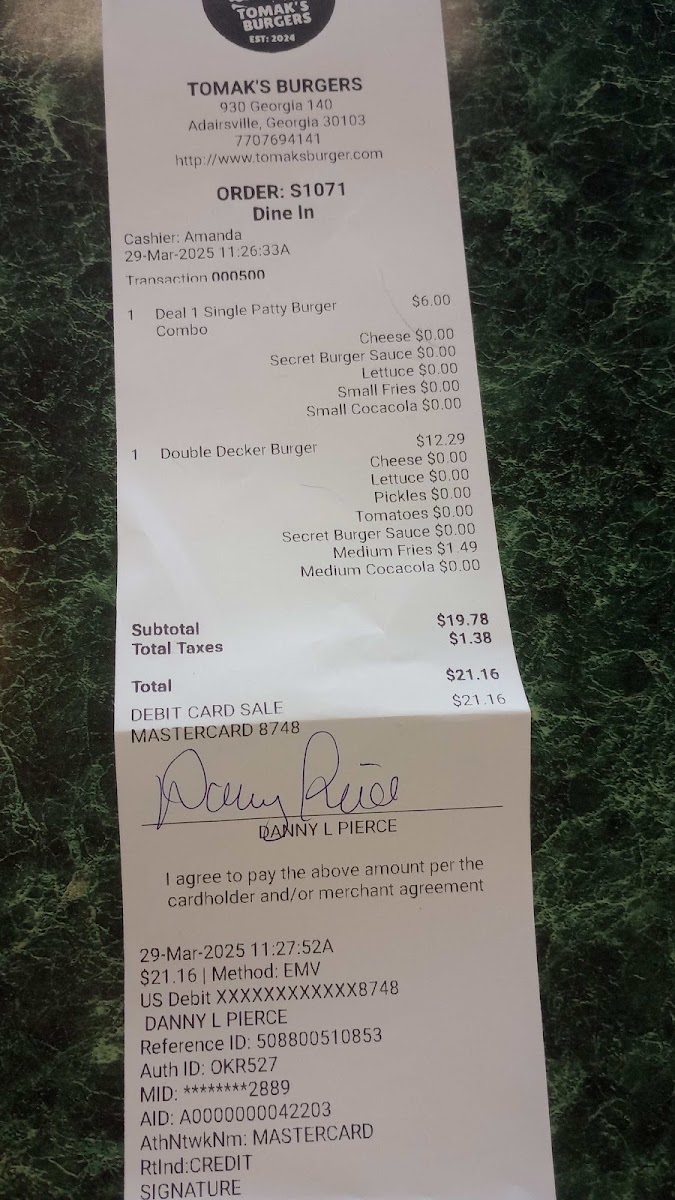 TOMAK'S
BURGERS
EST: 2024
TOMAK'S BURGERS
930 Georgia 140
Adairsville, Georgia 30103
7707694141
http://www.tomaksburger.com
ORDER: S1071
Dine In
Cashier: Amanda
29-Mar-2025 11:26:33A
Transaction 000500
1 Deal 1 Single Patty Burger $6.00
Combo
Cheese $0.00
Secret Burger Sauce $0.00
Lettuce $0.00
Small Fries $0.00
Small Cocacola $0.00
1 Double Decker Burger $12.29
Cheese $0.00
Lettuce $0.00
Pickles $0.00
Tomatoes $0.00
Secret Burger Sauce $0.00
Medium Fries $1.49
Medium Cocacola $0.00
Subtotal $19.78
Total Taxes $1.38
Total $21.16
DEBIT CARD SALE $21.16
MASTERCARD 8748
Danny Pierce
DANNY L PIERCE
I agree to pay the above amount per the
cardholder and/or merchant agreement
29-Mar-2025 11:27:52A
$21.16 | Method: EMV
US Debit XXXXXXXXXXXX8748
DANNY L PIERCE
Reference ID: 508800510853
Auth ID: OKR527
MID: ********2889
AID: A0000000042203
AthNtwkNm: MASTERCARD
RtInd:CREDIT
SIGNATURE